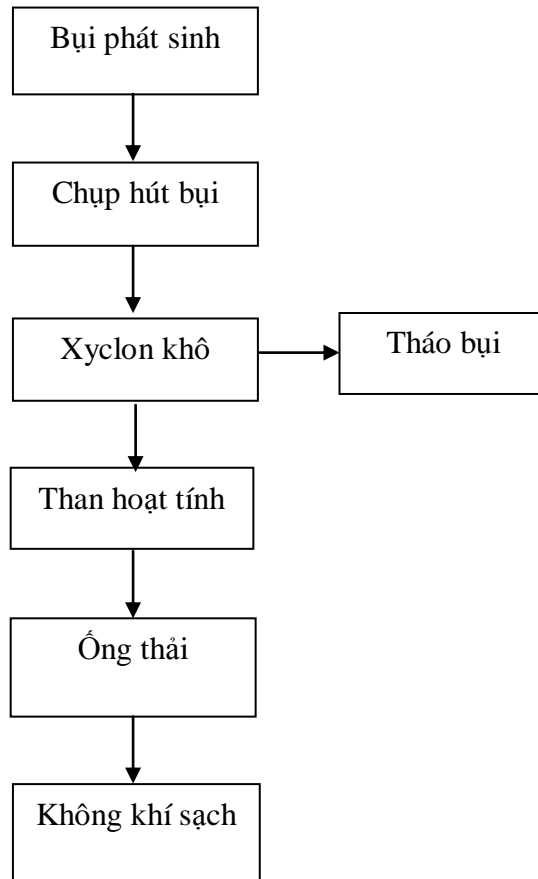 Bụi phát sinh
Chụp hút bụi
Xyclon khô
Tháo bụi
Than hoạt tính
Ống thải
Không khí sạch